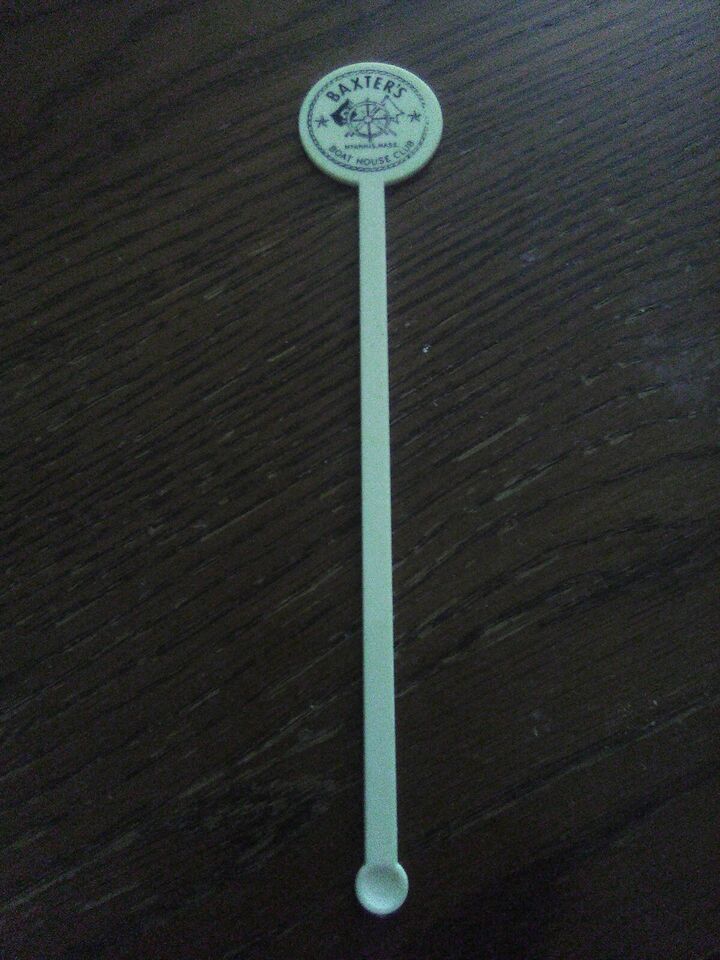 BAXTER'S
HYANNIS, MASS.
BOAT HOUSE CLUB